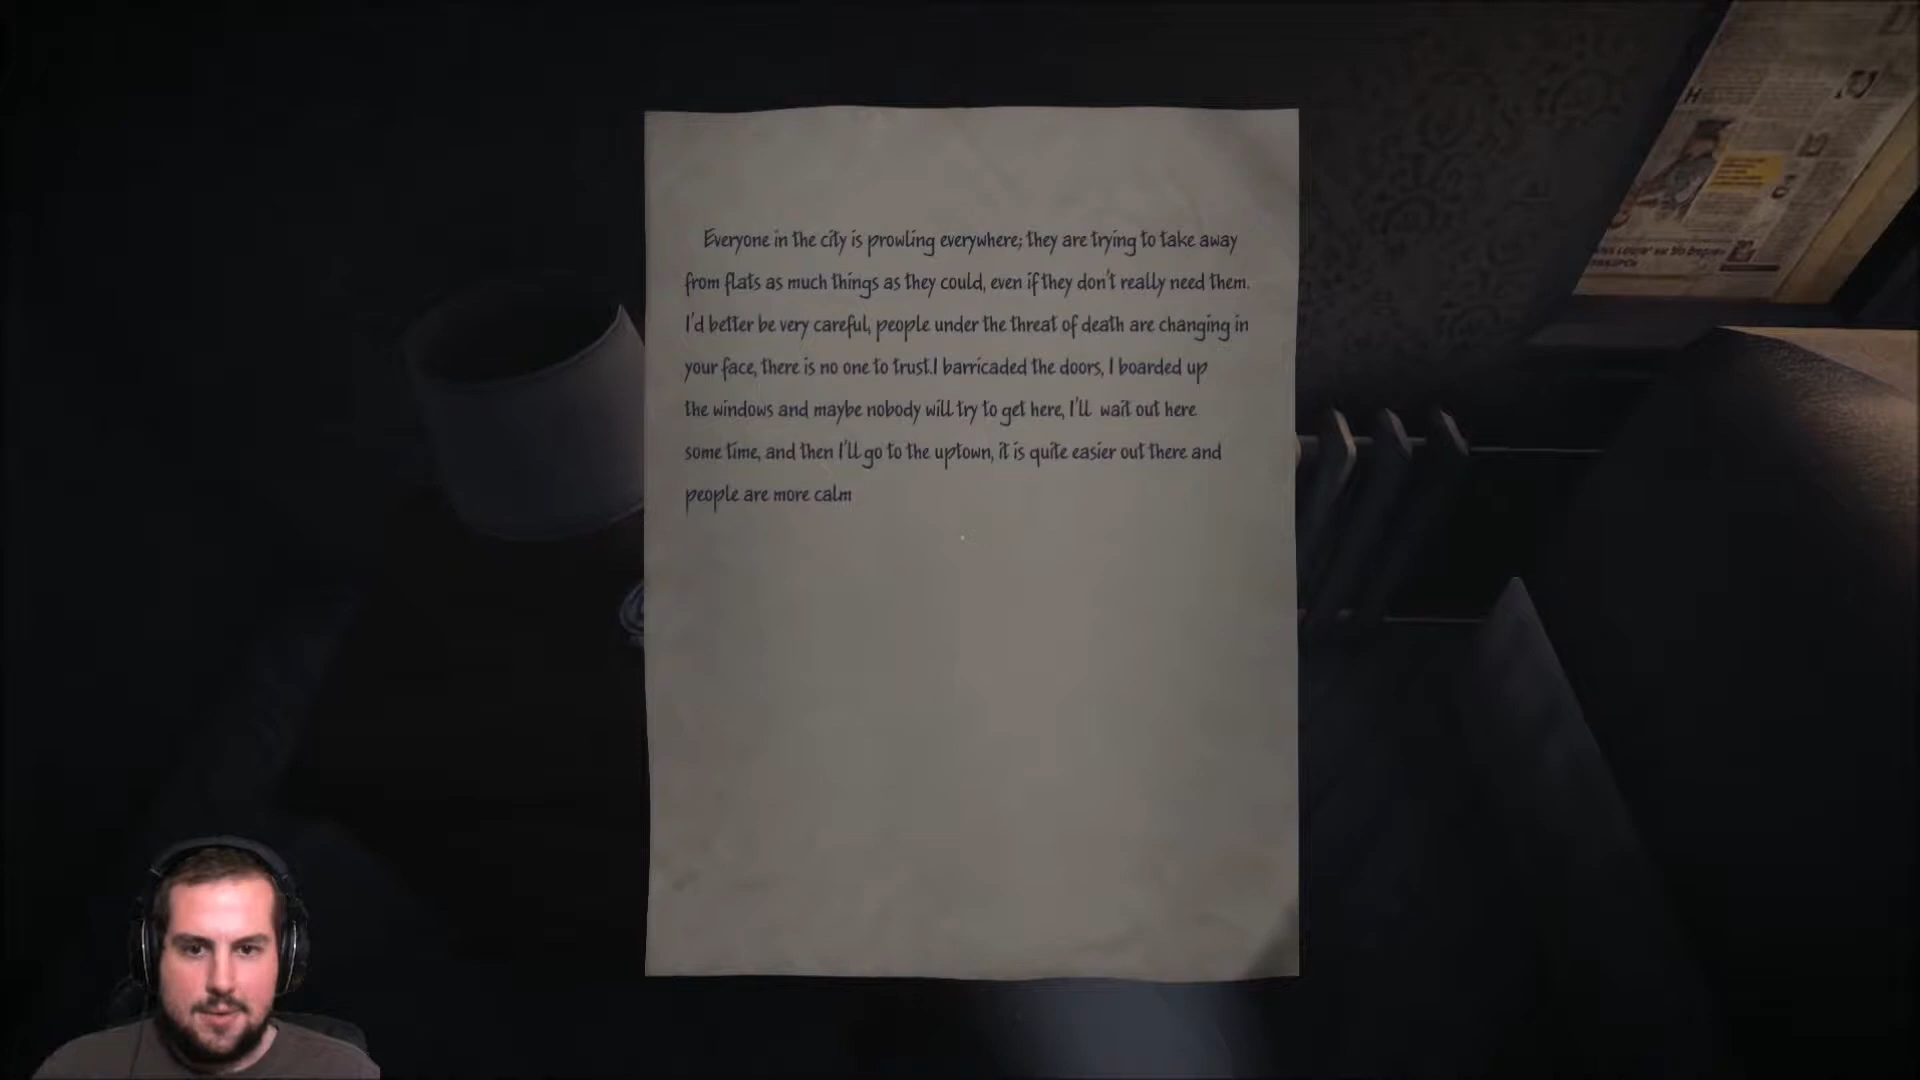 Everyone in the city is prowling everywhere; they are trying to take away
from flats as much things as they could, even if they don't really need them.
I'd better be very careful, people under the threat of death are changing in
your face, there is no one to trust.I barricaded the doors, I boarded up
the windows and maybe nobody will try to get here, I'll wait out here
some time, and then I'll go to the uptown, it is quite easier out there and
people are more calm